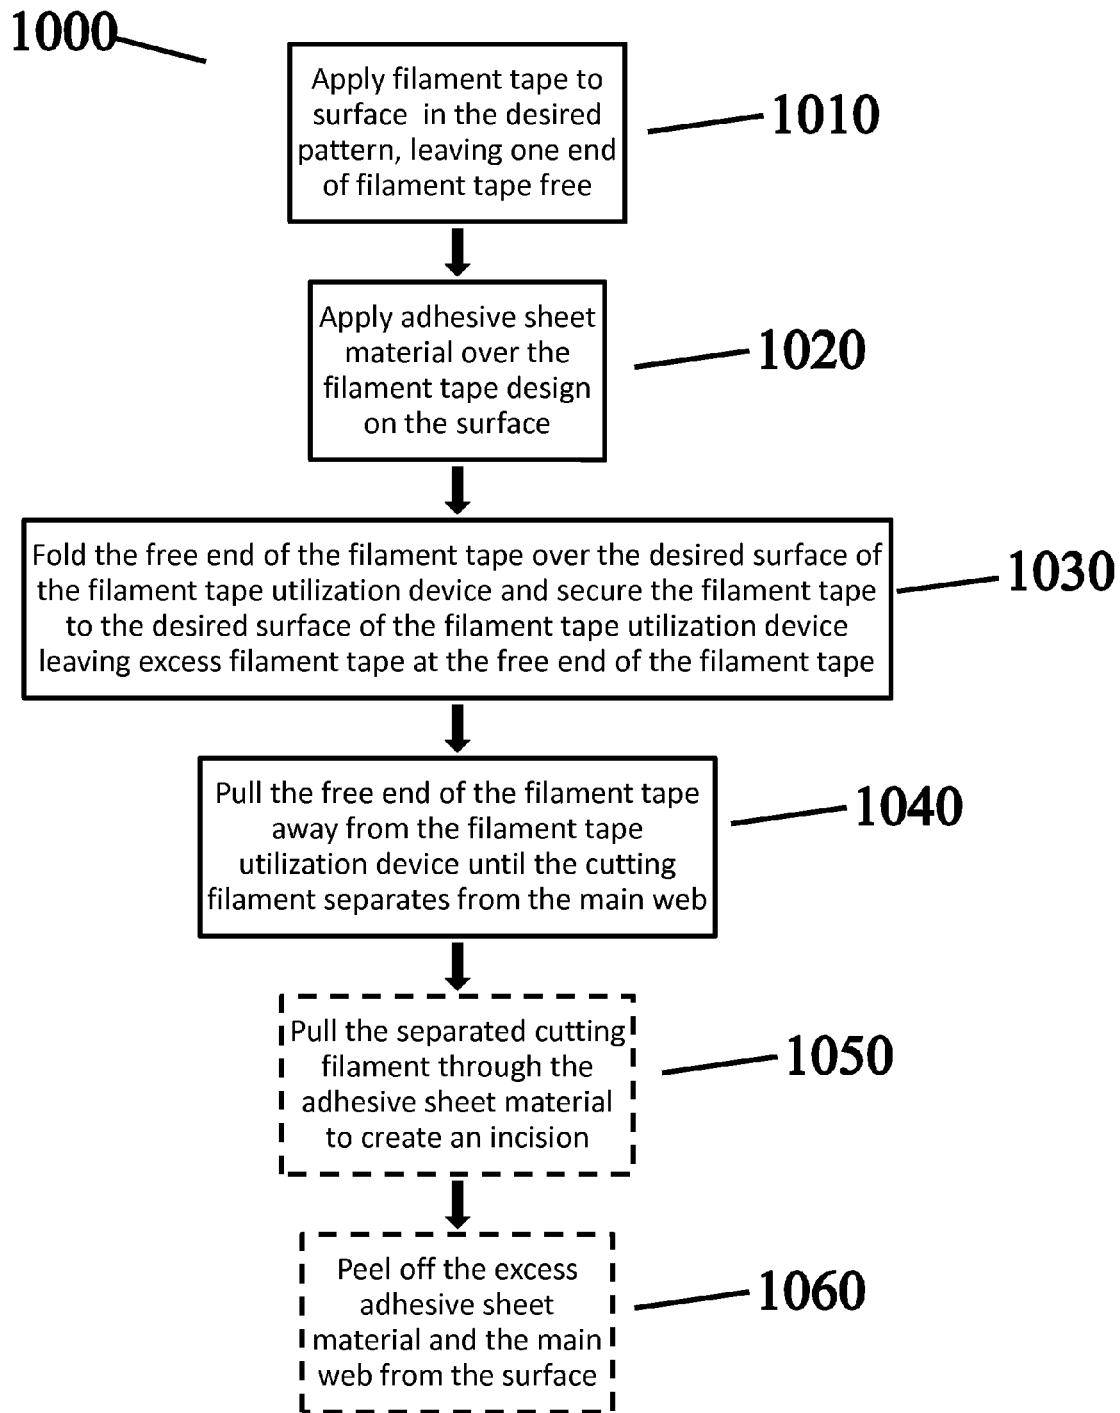 1000
Apply filament tape to
surface in the desired
pattern, leaving one end
of filament tape free
1010
Apply adhesive sheet
material over the
filament tape design
on the surface
1020
Fold the free end of the filament tape over the desired surface of
the filament tape utilization device and secure the filament tape
to the desired surface of the filament tape utilization device
leaving excess filament tape at the free end of the filament tape
1030
Pull the free end of the filament tape
away from the filament tape
utilization device until the cutting
filament separates from the main web
1040
Pull the separated cutting
filament through the
adhesive sheet material
to create an incision
1050
Peel off the excess
adhesive sheet
material and the main
web from the surface
1060